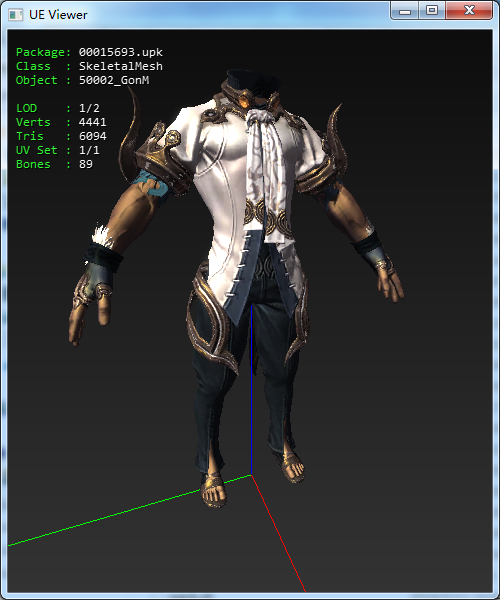 UE Viewer
Package: 00015693.upk
Class : SkeletalMesh
Object : 50002_GonM
LOD : 1/2
Verts : 4441
Tris : 6094
UV Set : 1/1
Bones : 89